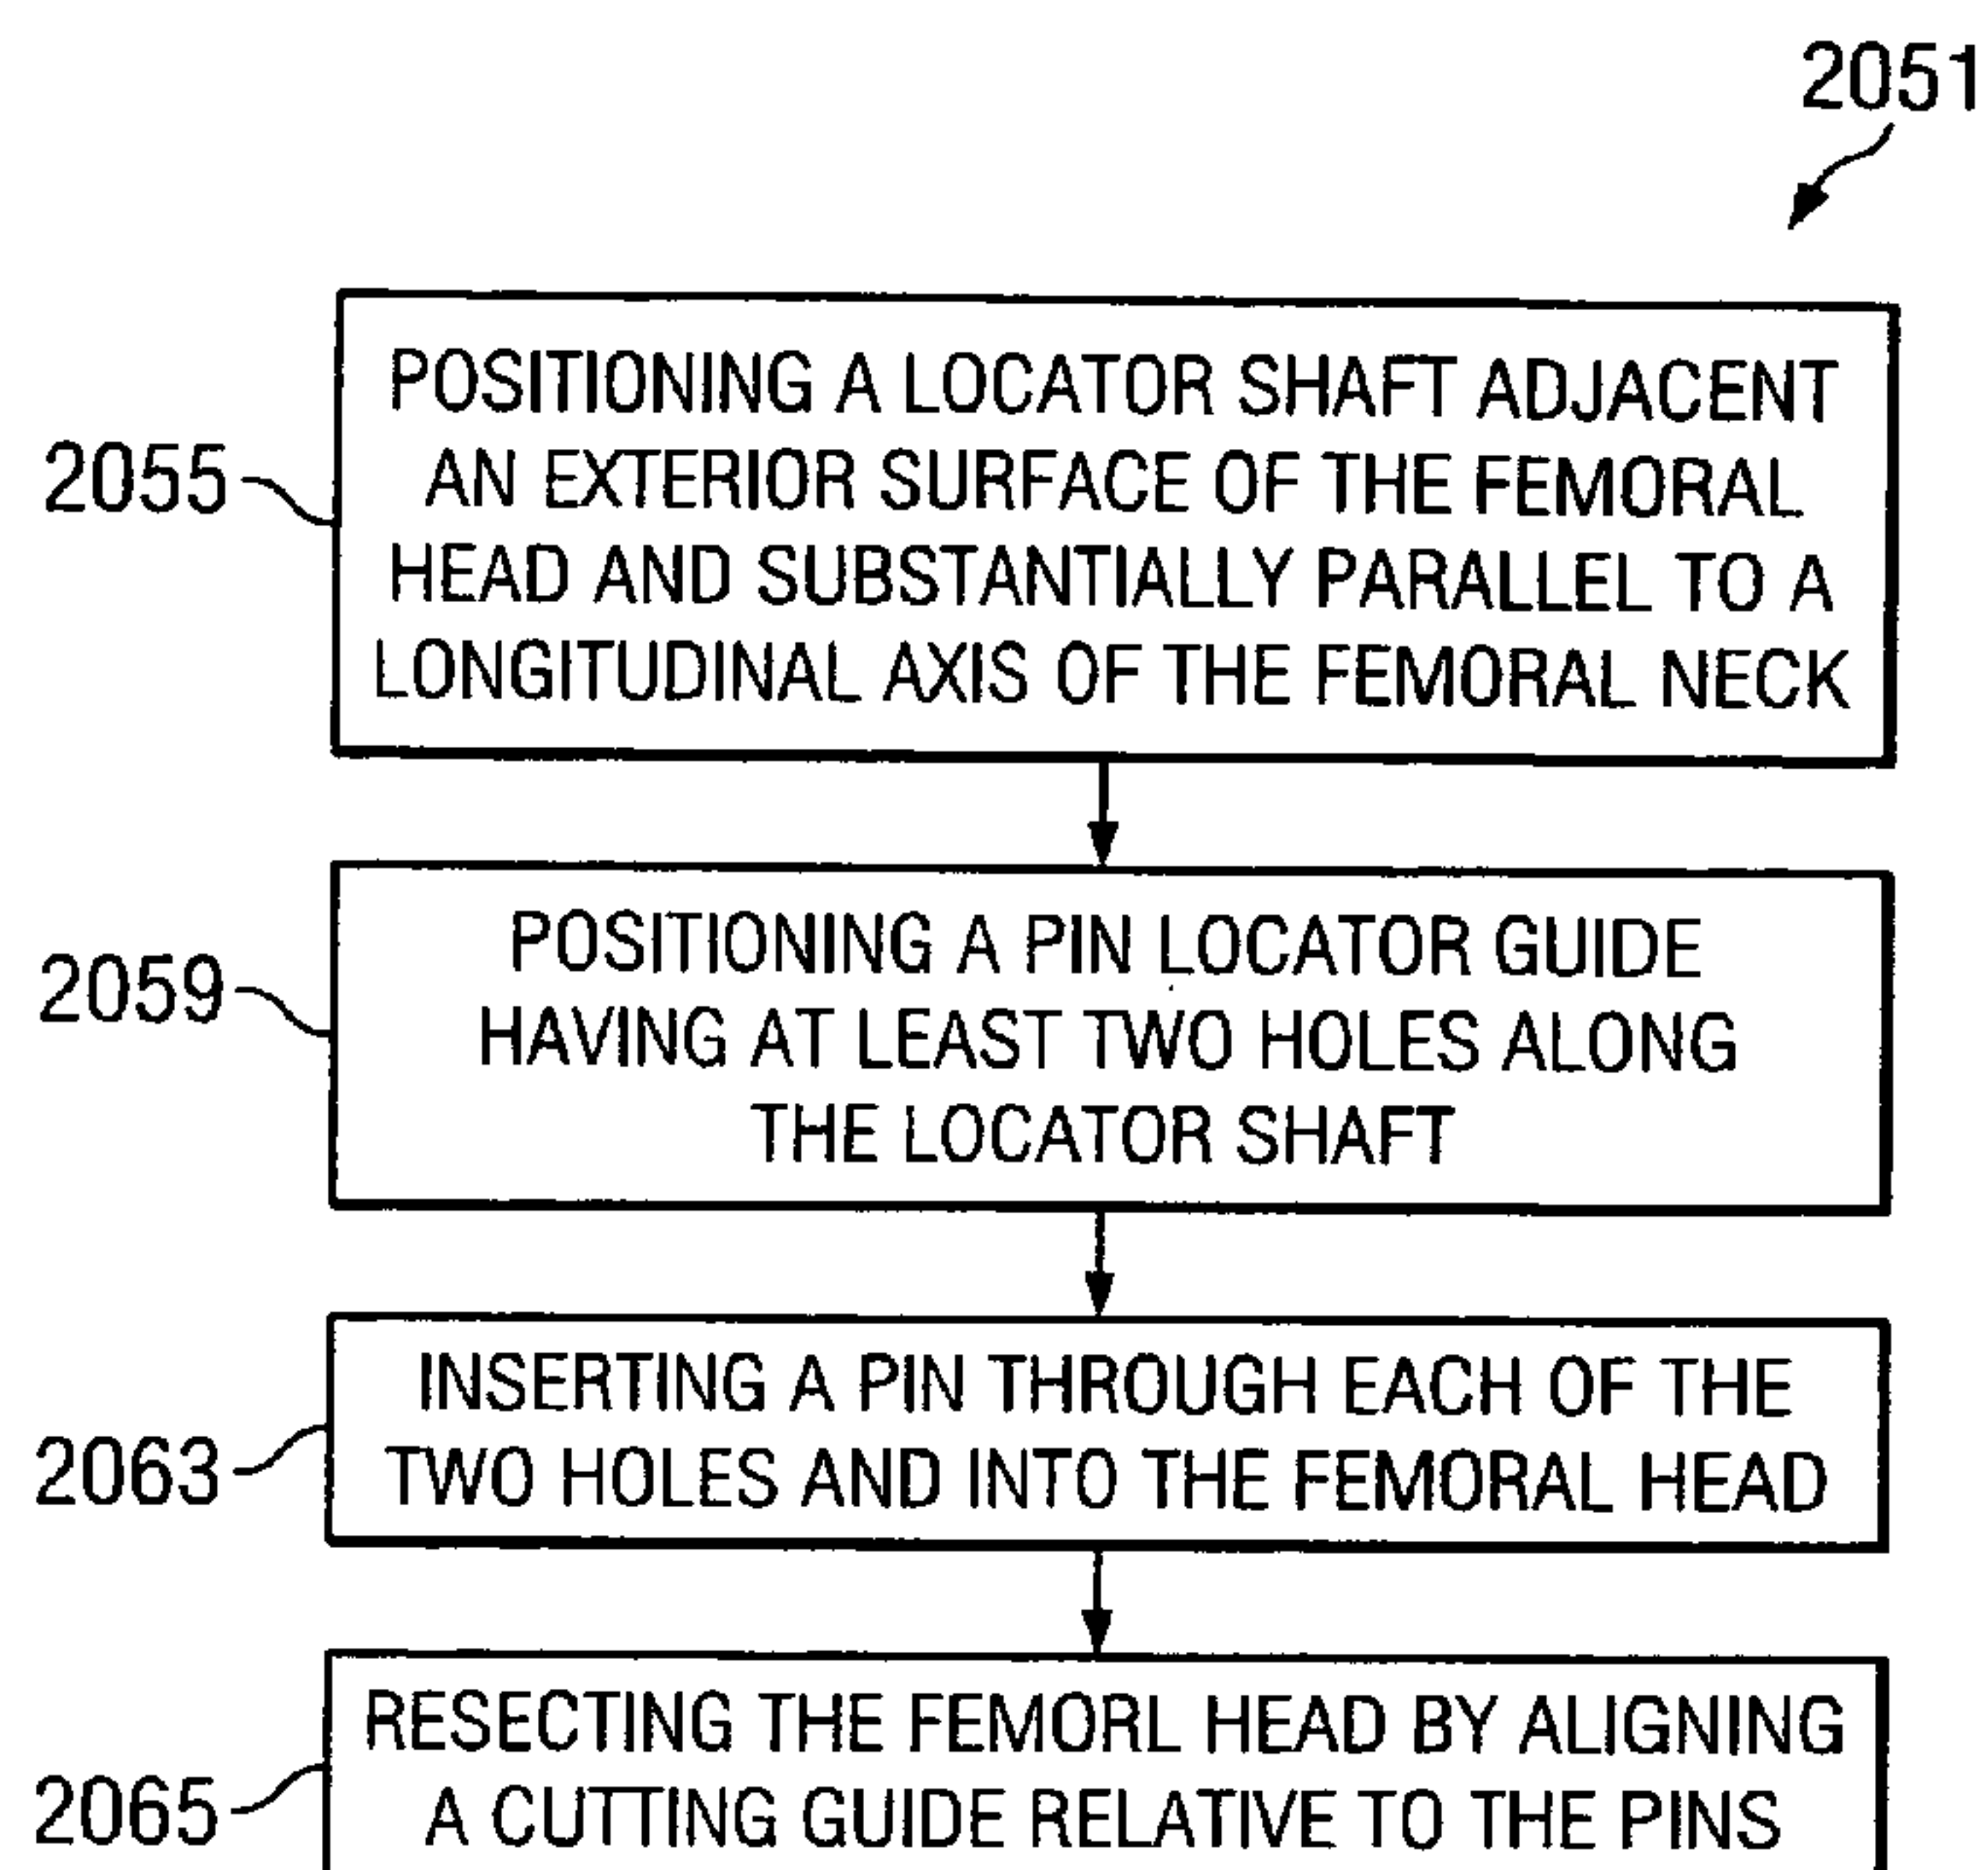 2051
POSITIONING A LOCATOR SHAFT ADJACENT
AN EXTERIOR SURFACE OF THE FEMORAL
HEAD AND SUBSTANTIALLY PARALLEL TO A
LONGITUDINAL AXIS OF THE FEMORAL NECK
2055
POSITIONING A PIN LOCATOR GUIDE
HAVING AT LEAST TWO HOLES ALONG
THE LOCATOR SHAFT
2059
INSERTING A PIN THROUGH EACH OF THE
TWO HOLES AND INTO THE FEMORAL HEAD
2063
RESECTING THE FEMORL HEAD BY ALIGNING
A CUTTING GUIDE RELATIVE TO THE PINS
2065